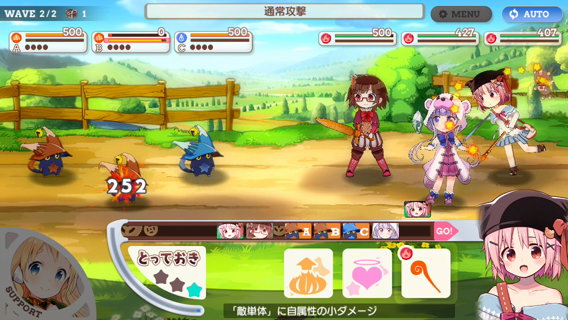 WAVE 2/2 1
通常攻撃
MENU
AUTO
500
0
500
A
B
C
500
427
407
252
A
B
C
GO!
とっておき
SUPPORT
「敵単体」に自属性の小ダメージ